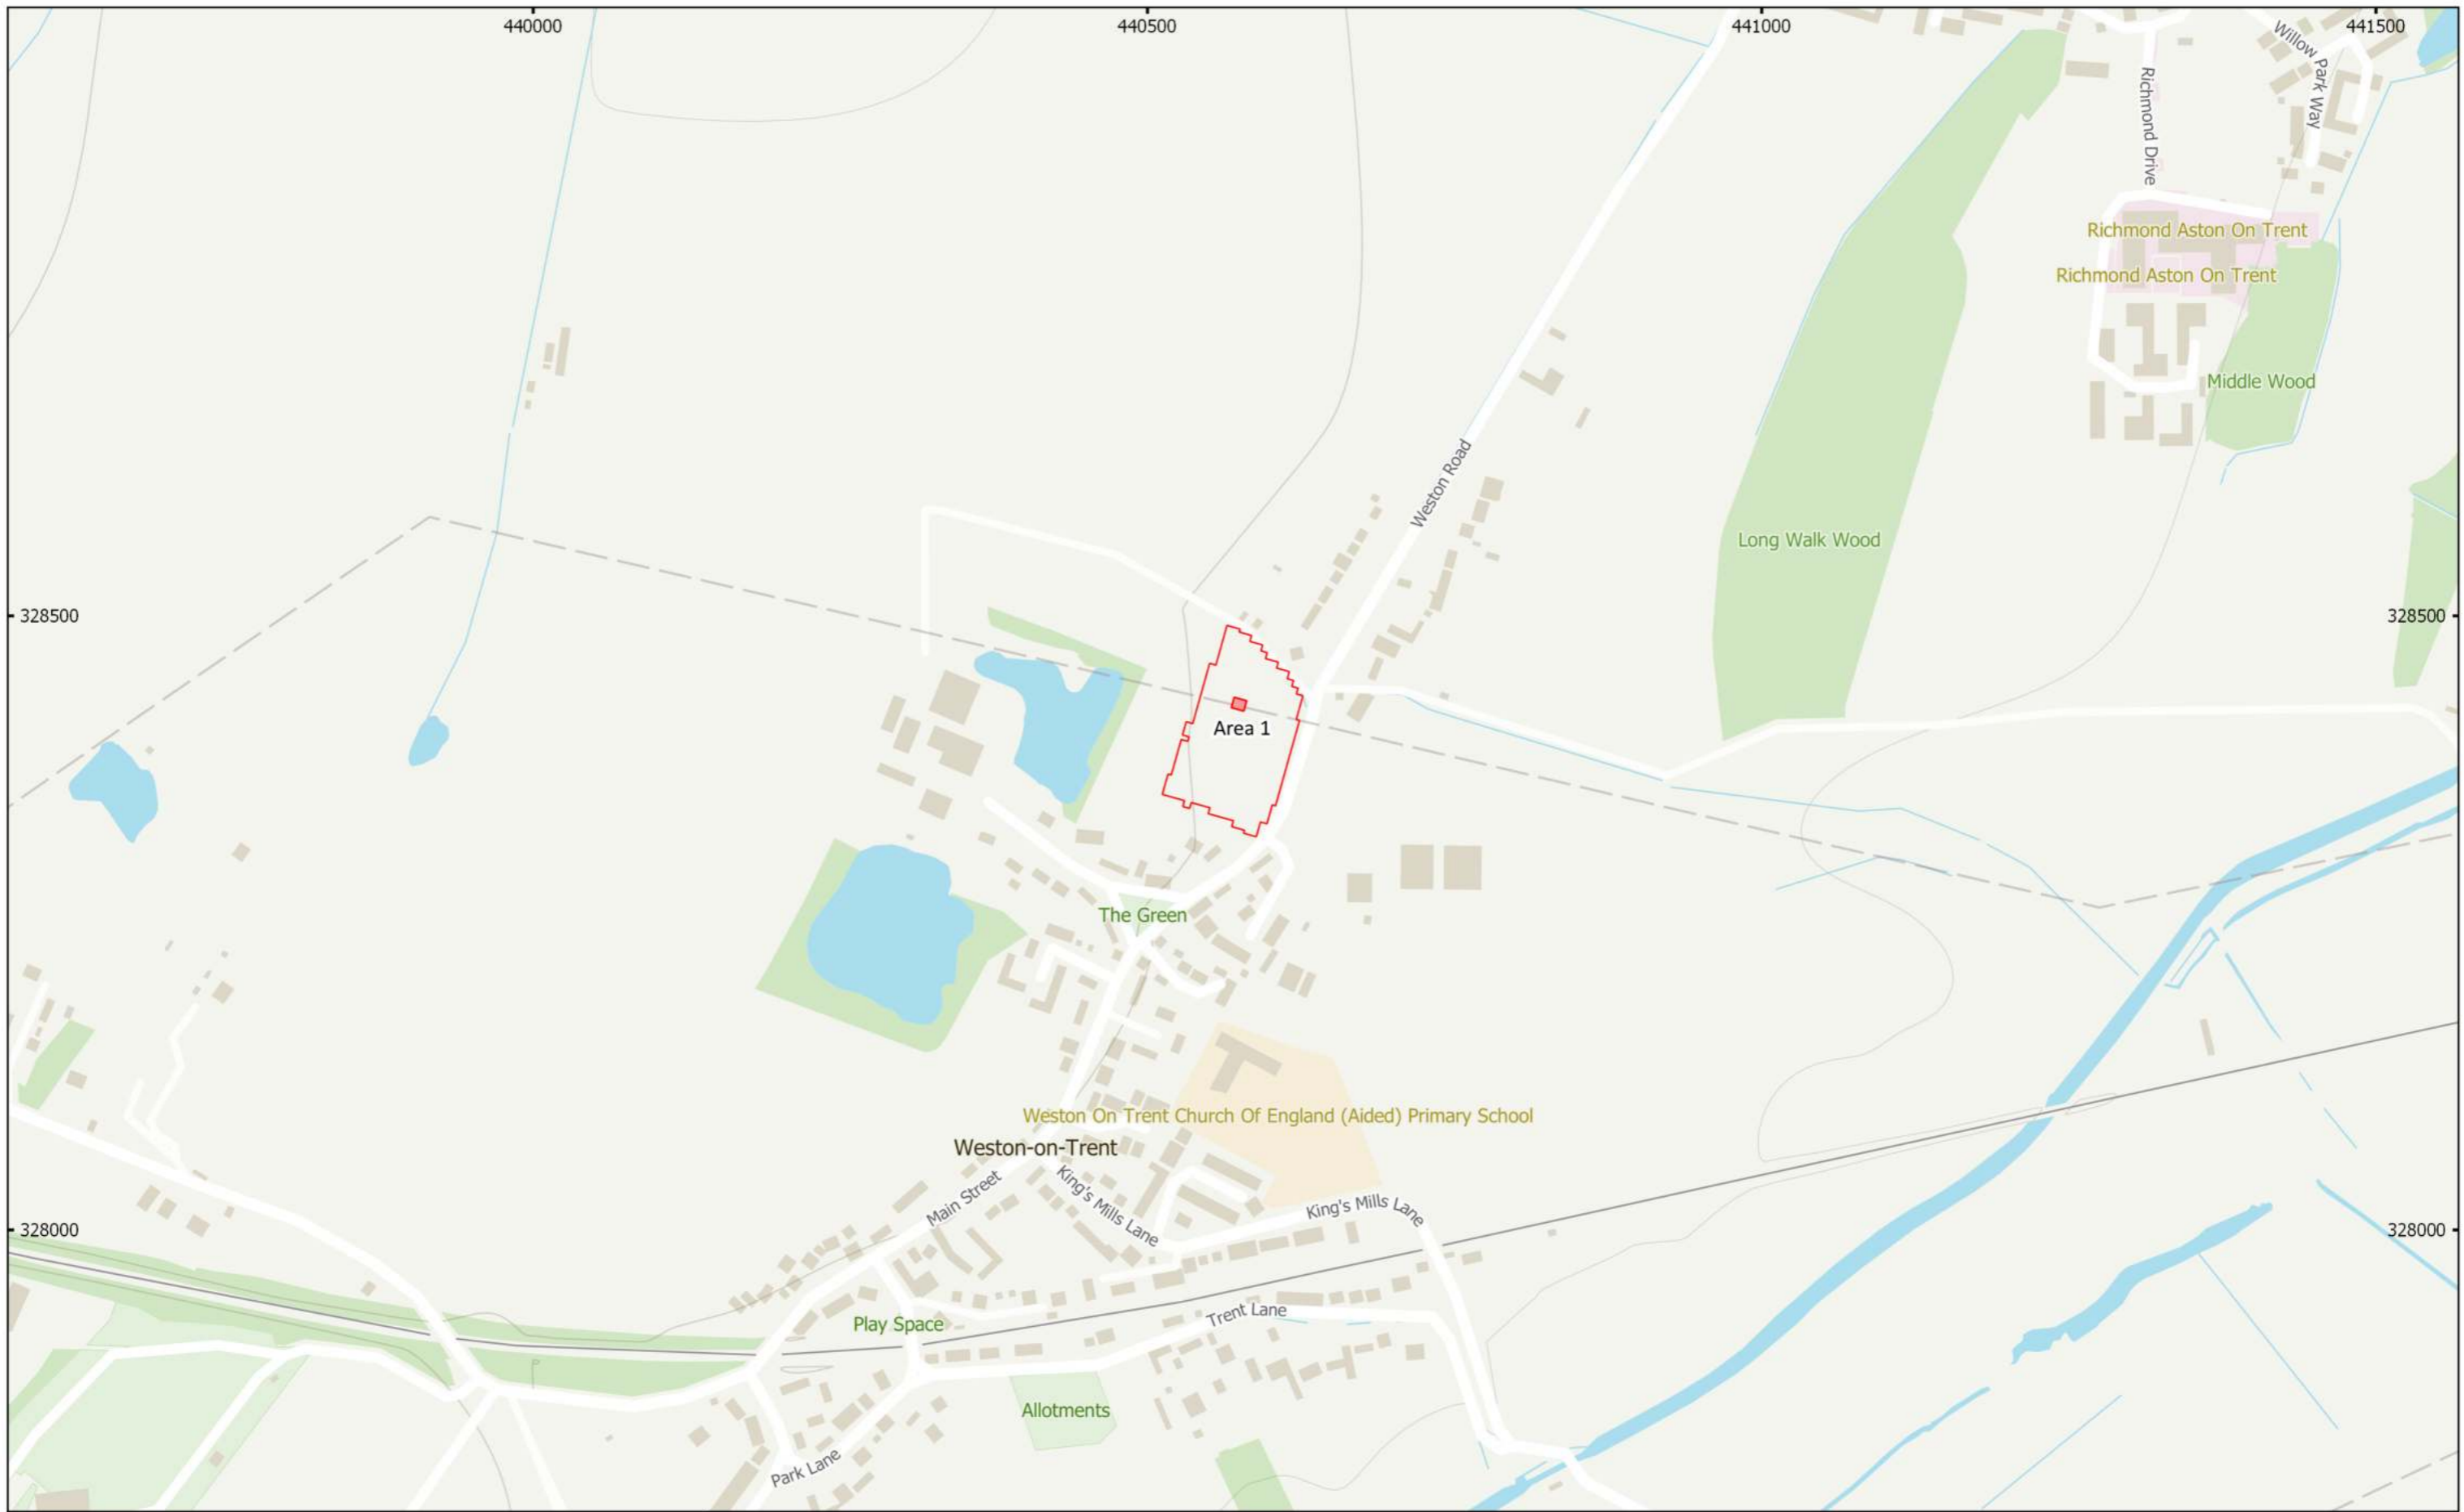 440000
440500
441000
441500
Willow Park Way
Richmond Drive
Richmond Aston On Trent
Richmond Aston On Trent
Middle Wood
Weston Road
Long Walk Wood
328500
328500
Area 1
The Green
Weston On Trent Church Of England (Aided) Primary School
Weston-on-Trent
Main Street
King's Mills Lane
King's Mills Lane
328000
328000
Trent Lane
Play Space
Allotments
Park Lane